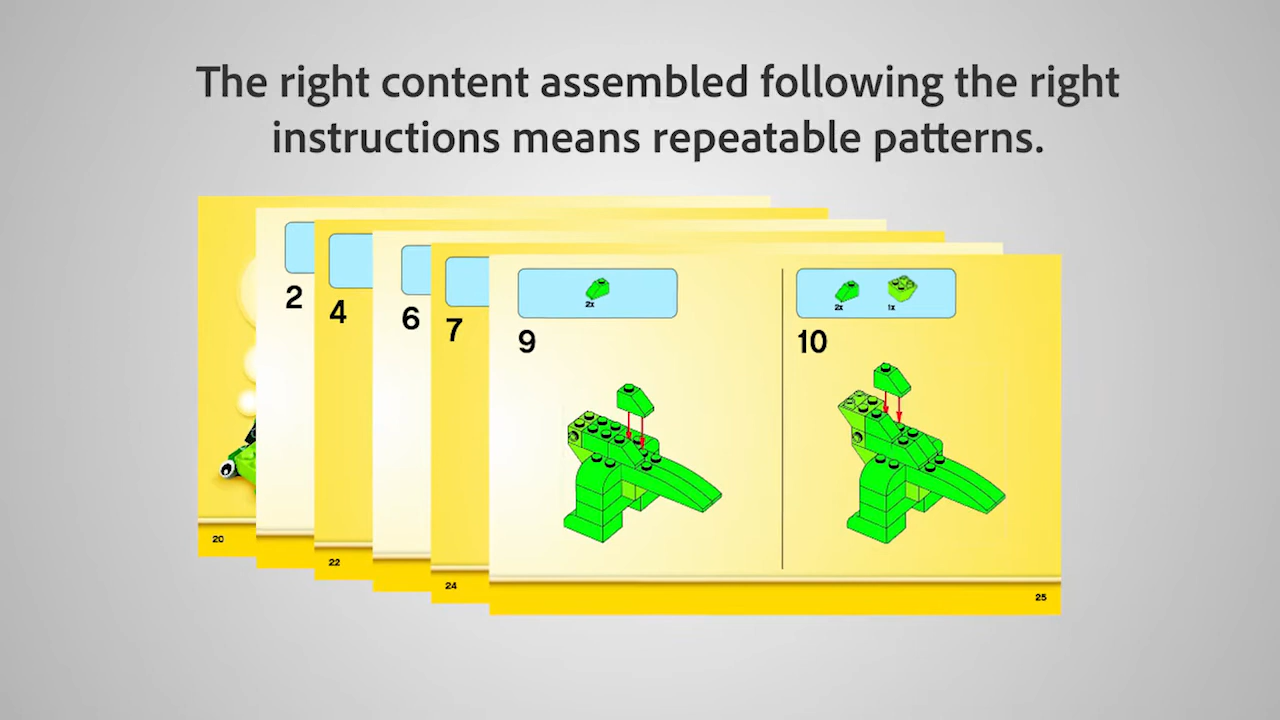 The right content assembled following the right
instructions means repeatable patterns.
2
4
6
7
2x
9
2x 1x
10
20
22
24
25